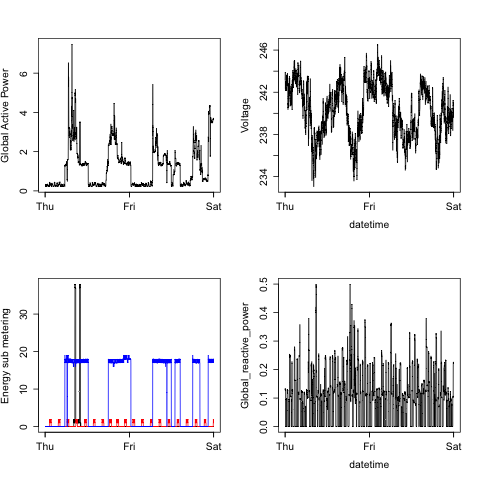 Global Active Power
0 2 4 6
Thu Fri Sat
Voltage
234 238 242 246
Thu Fri Sat
datetime
Energy sub metering
0 10 20 30
Thu Fri Sat
Global_reactive_power
0.0 0.1 0.2 0.3 0.4 0.5
Thu Fri Sat
datetime